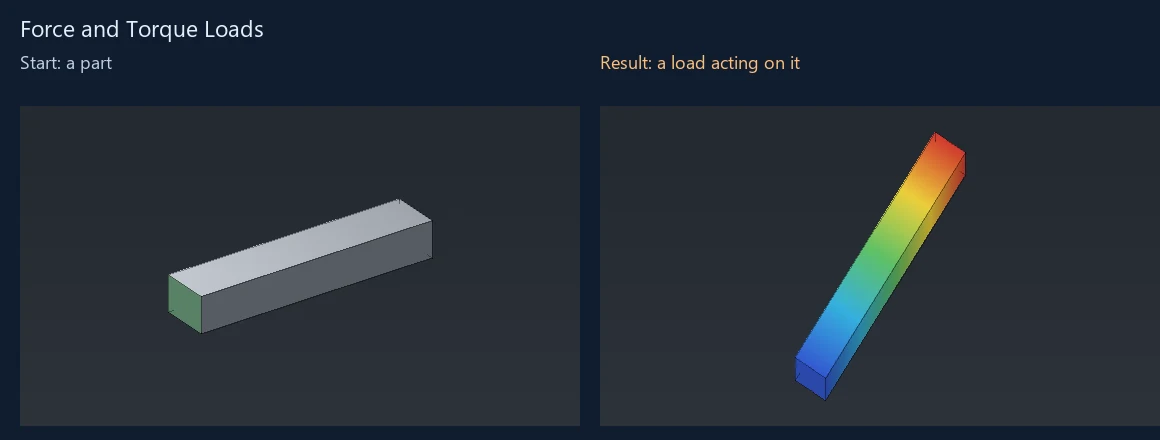 Force and Torque Loads
Start: a part
Result: a load acting on it